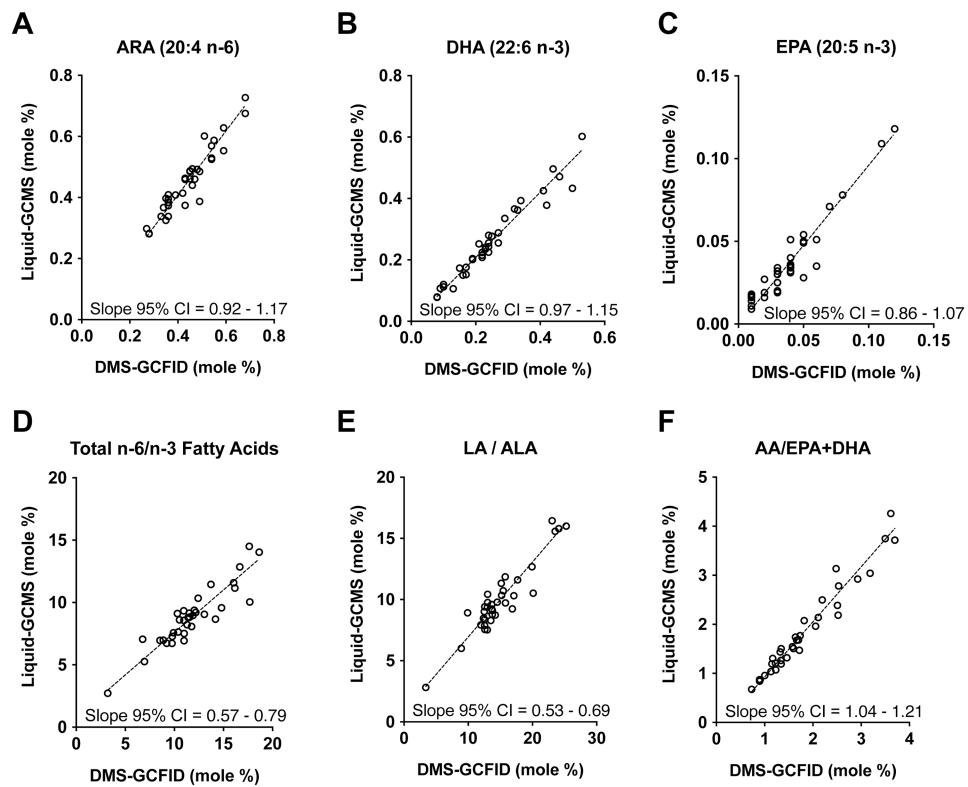 A
ARA (20:4 n-6)
Liquid-GCMS (mole %)
0.8
0.6
0.4
0.2
0.0
Slope 95% CI = 0.92 - 1.17
0.0 0.2 0.4 0.6 0.8
DMS-GCFID (mole %)
B
DHA (22:6 n-3)
Liquid-GCMS (mole %)
0.8
0.6
0.4
0.2
0.0
Slope 95% CI = 0.97 - 1.15
0.0 0.2 0.4 0.6
DMS-GCFID (mole %)
C
EPA (20:5 n-3)
Liquid-GCMS (mole %)
0.15
0.10
0.05
0.00
Slope 95% CI = 0.86 - 1.07
0.00 0.05 0.10 0.15
DMS-GCFID (mole %)
D
Total n-6/n-3 Fatty Acids
Liquid-GCMS (mole %)
20
15
10
5
0
Slope 95% CI = 0.57 - 0.79
0 5 10 15 20
DMS-GCFID (mole %)
E
LA / ALA
Liquid-GCMS (mole %)
20
15
10
5
0
Slope 95% CI = 0.53 - 0.69
0 10 20 30
DMS-GCFID (mole %)
F
AA/EPA+DHA
Liquid-GCMS (mole %)
5
4
3
2
1
0
Slope 95% CI = 1.04 - 1.21
0 1 2 3 4
DMS-GCFID (mole %)